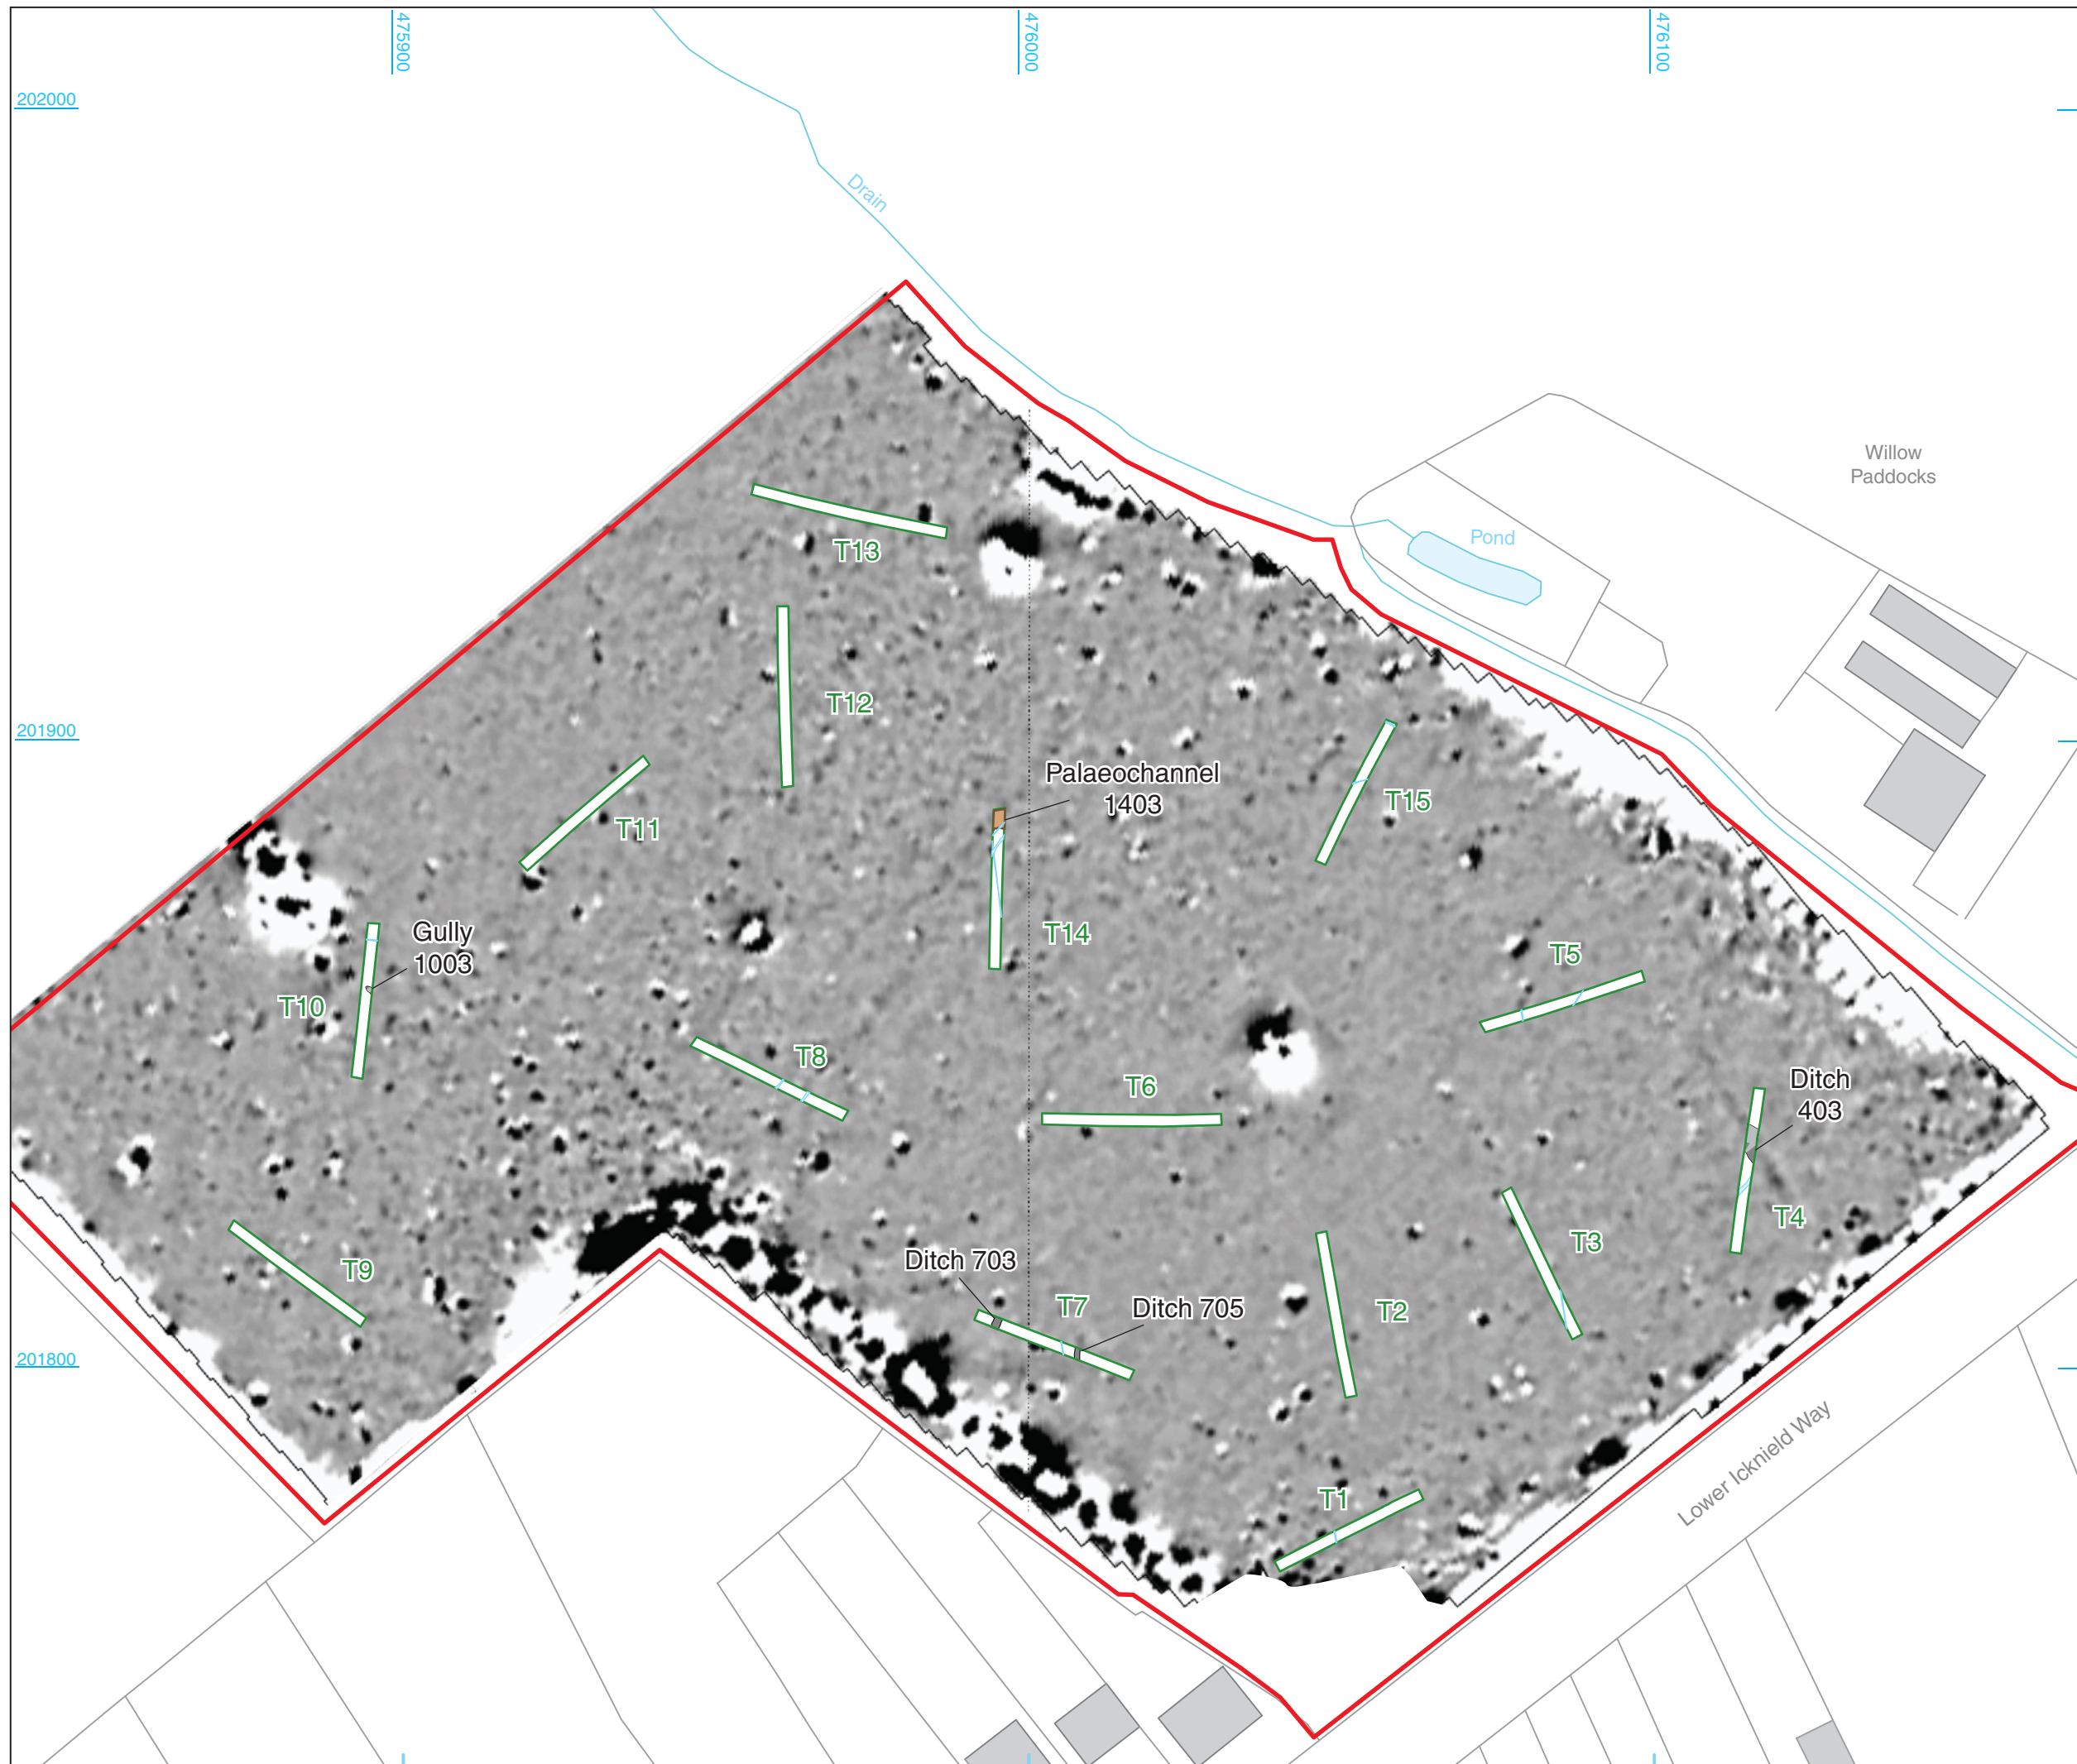 475900
476000
476100
202000
Drain
Willow
Paddocks
Pond
T13
T12
201900
Palaeochannel
1403
T15
T11
T14
Gully
1003
T5
T10
T8
T6
Ditch
403
T4
T3
T9
Ditch 703
T7
Ditch 705
T2
201800
Lower Icknield Way
T1